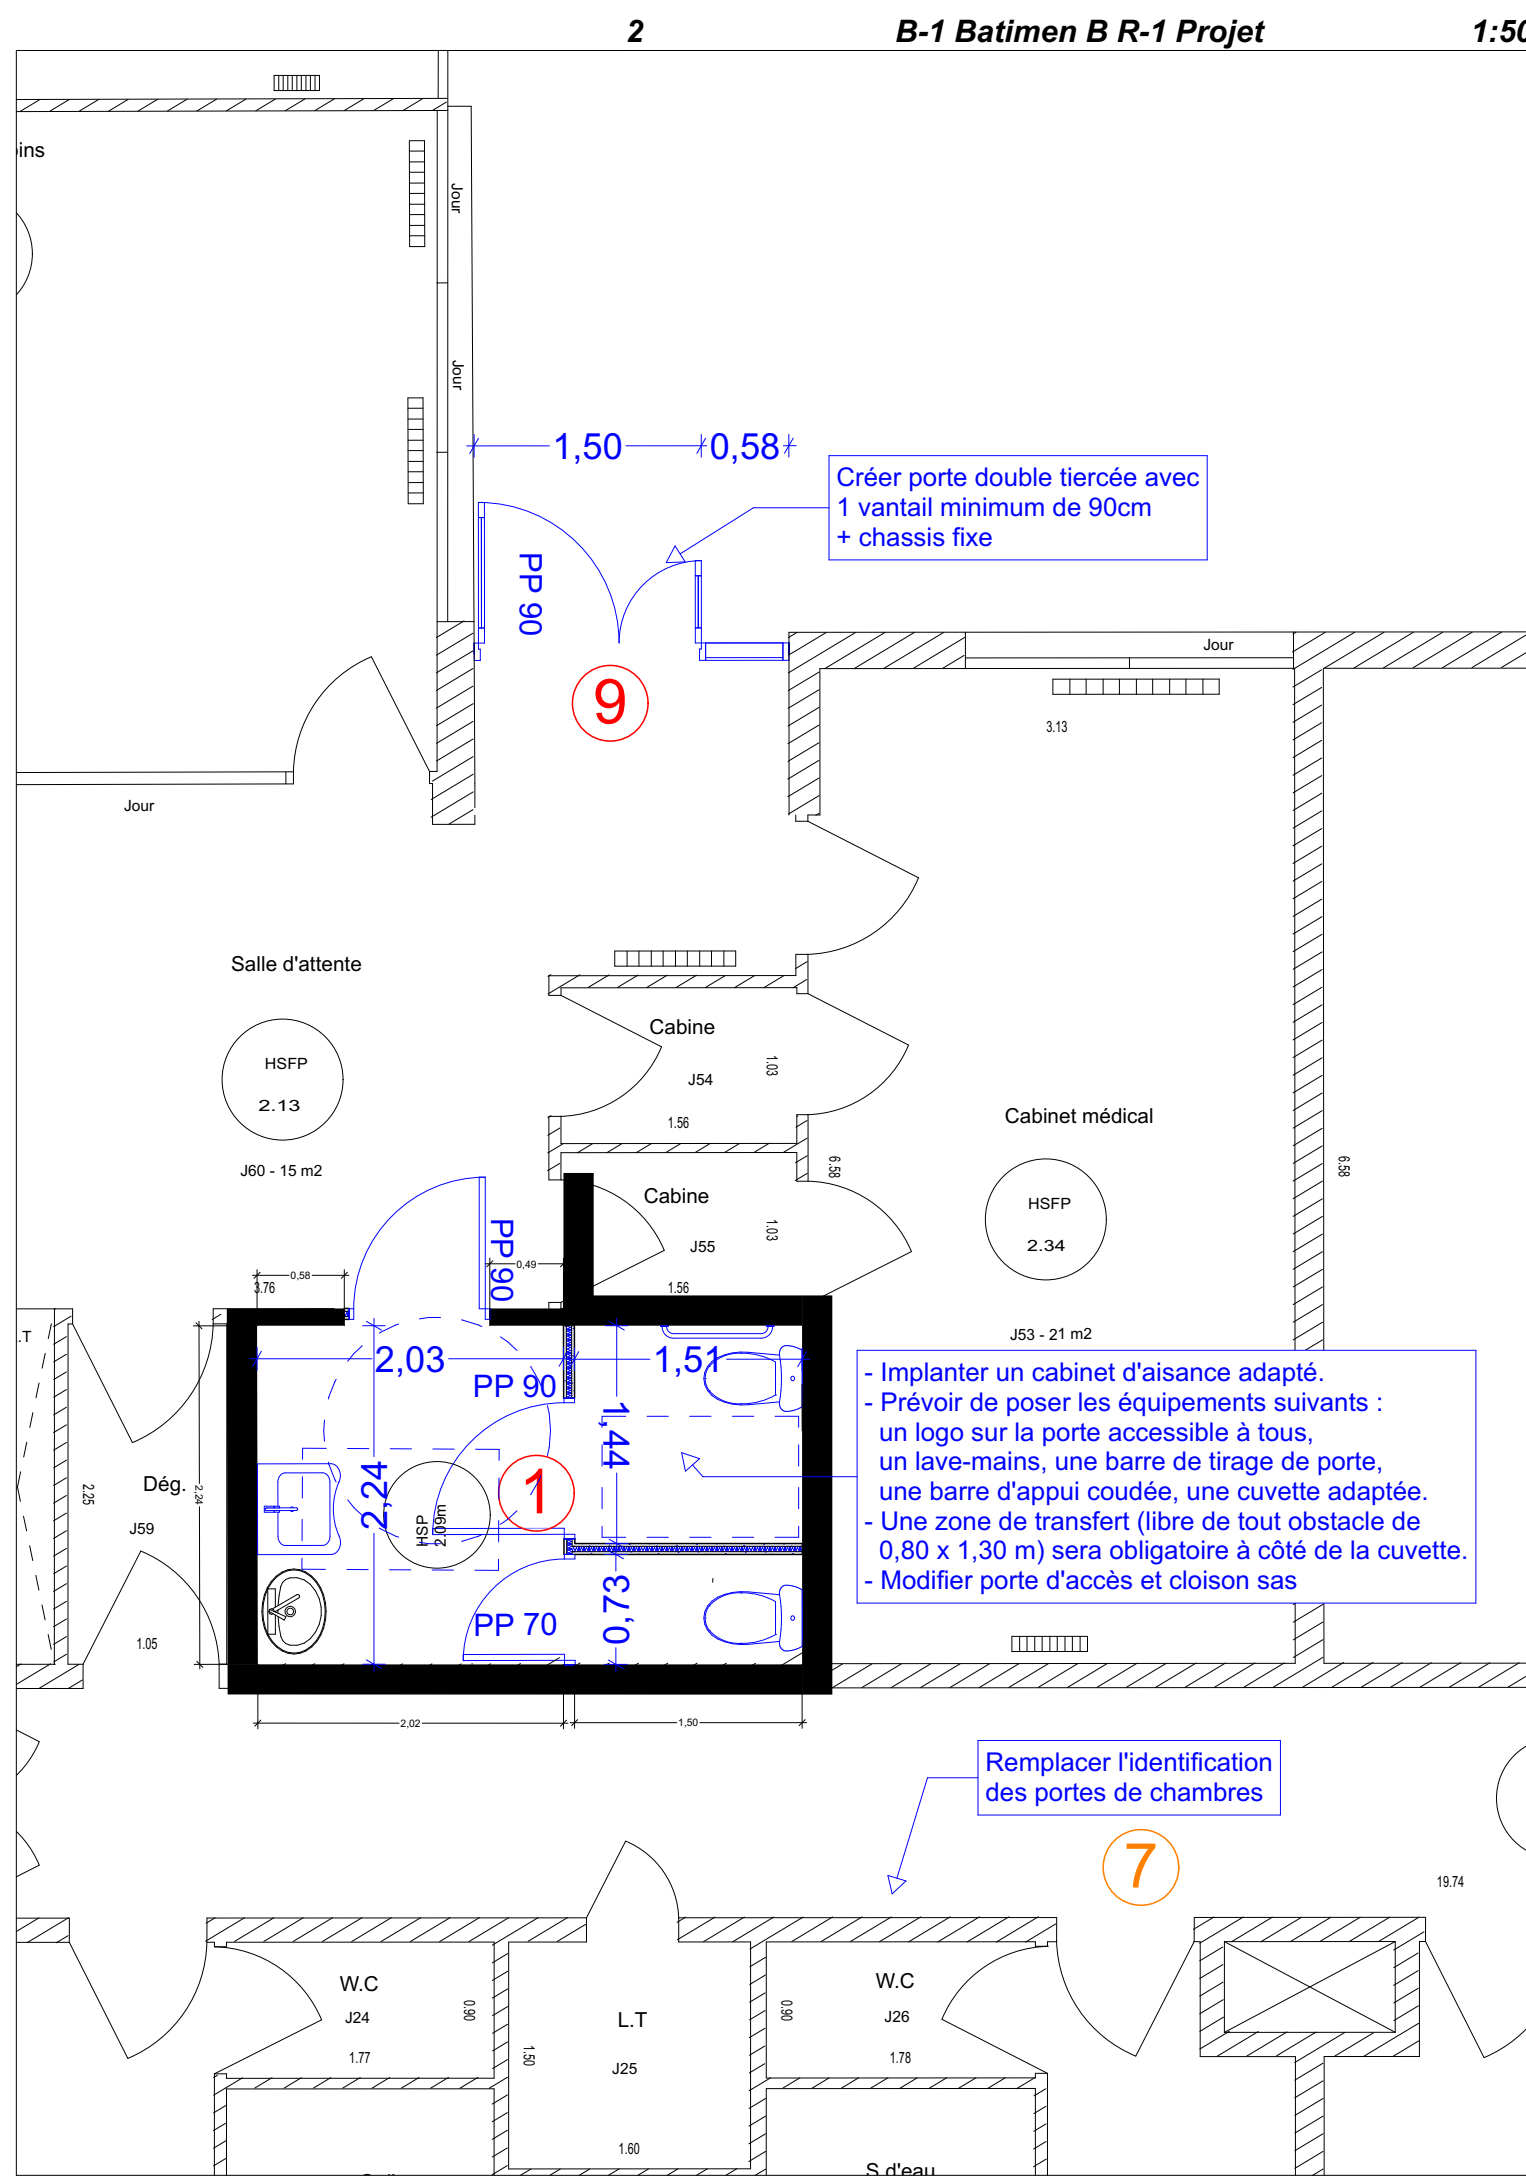 2 B-1 Batimen B R-1 Projet 1:50
ins
Jour
Jour
1,50 0,58
Créer porte double tiercée avec
1 vantail minimum de 90cm
+ chassis fixe
PP 90
9
Jour
3.13
Jour
Salle d'attente
HSFP
2.13
J60 - 15 m2
Cabine
J54
1.03
1.56
Cabinet médical
HSFP
2.34
J53 - 21 m2
6.58
6.58
Cabine
J55
1.03
1.56
PP 90
0,49
0,58
3.76
.T
2,03
1,51
PP 90
1,44
2,24
1
HSP
2.09m
- Implanter un cabinet d'aisance adapté.
- Prévoir de poser les équipements suivants :
un logo sur la porte accessible à tous,
un lave-mains, une barre de tirage de porte,
une barre d'appui coudée, une cuvette adaptée.
- Une zone de transfert (libre de tout obstacle de
0,80 x 1,30 m) sera obligatoire à côté de la cuvette.
- Modifier porte d'accès et cloison sas
Dég.
J59
2.25
2,24
1.05
PP 70
0,73
2,02
1,50
Remplacer l'identification
des portes de chambres
7
19.74
W.C
J24
0.90
1.77
L.T
J25
1.50
1.60
W.C
J26
0.90
1.78
S.d'eau